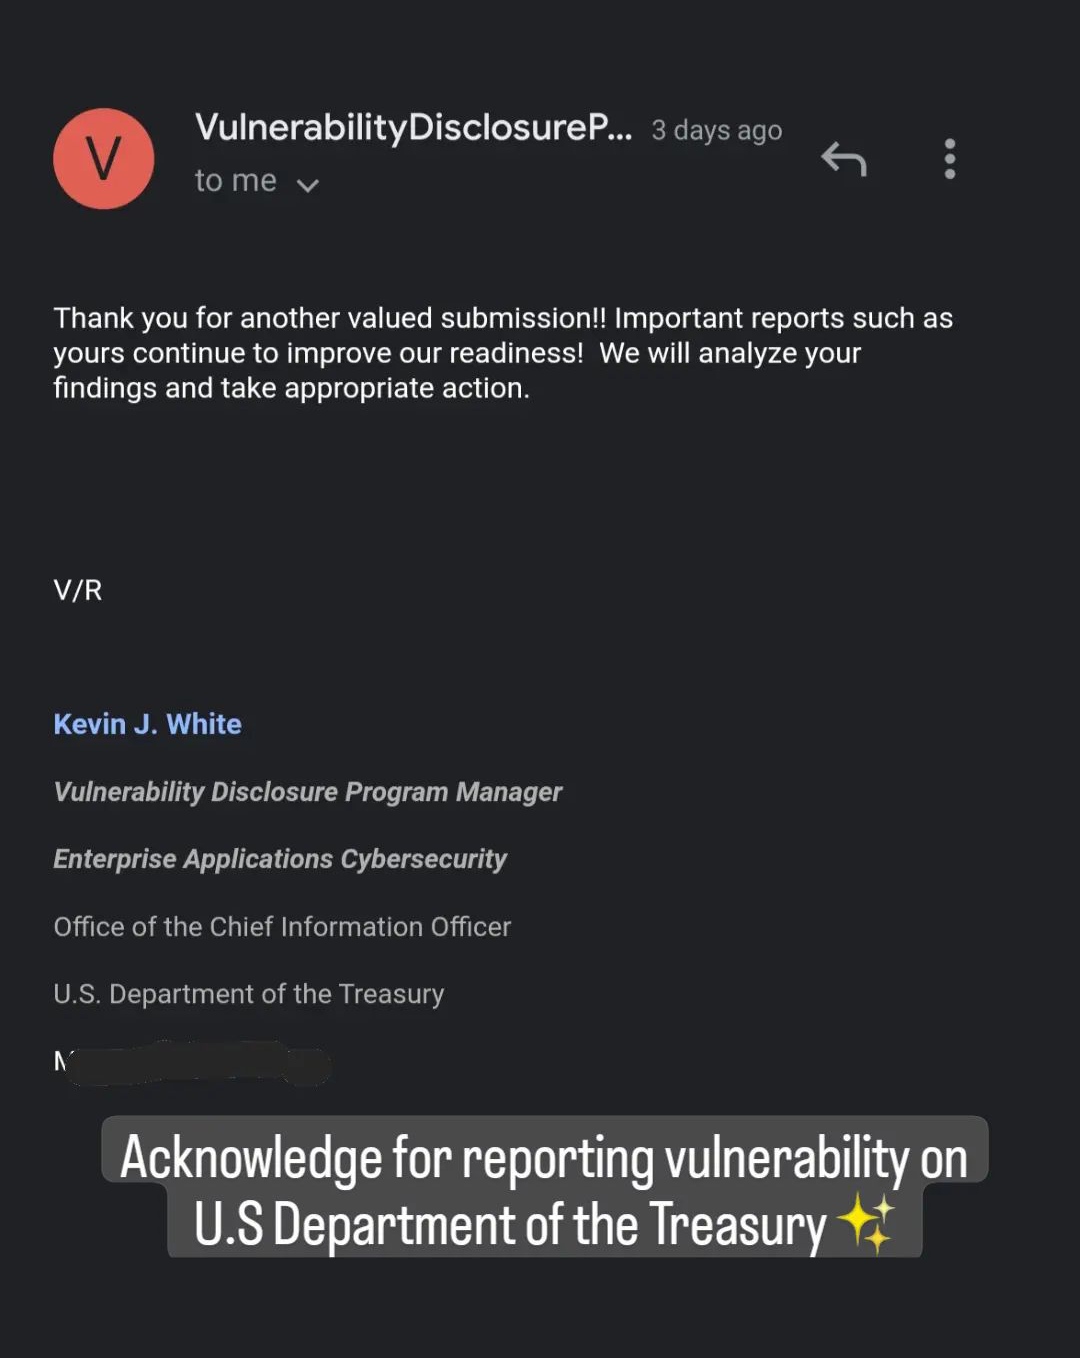 V
VulnerabilityDisclosureP... 3 days ago
to me
Thank you for another valued submission!! Important reports such as
yours continue to improve our readiness!  We will analyze your
findings and take appropriate action.
V/R
Kevin J. White
Vulnerability Disclosure Program Manager
Enterprise Applications Cybersecurity
Office of the Chief Information Officer
U.S. Department of the Treasury
Acknowledge for reporting vulnerability on
U.S Department of the Treasury ✨